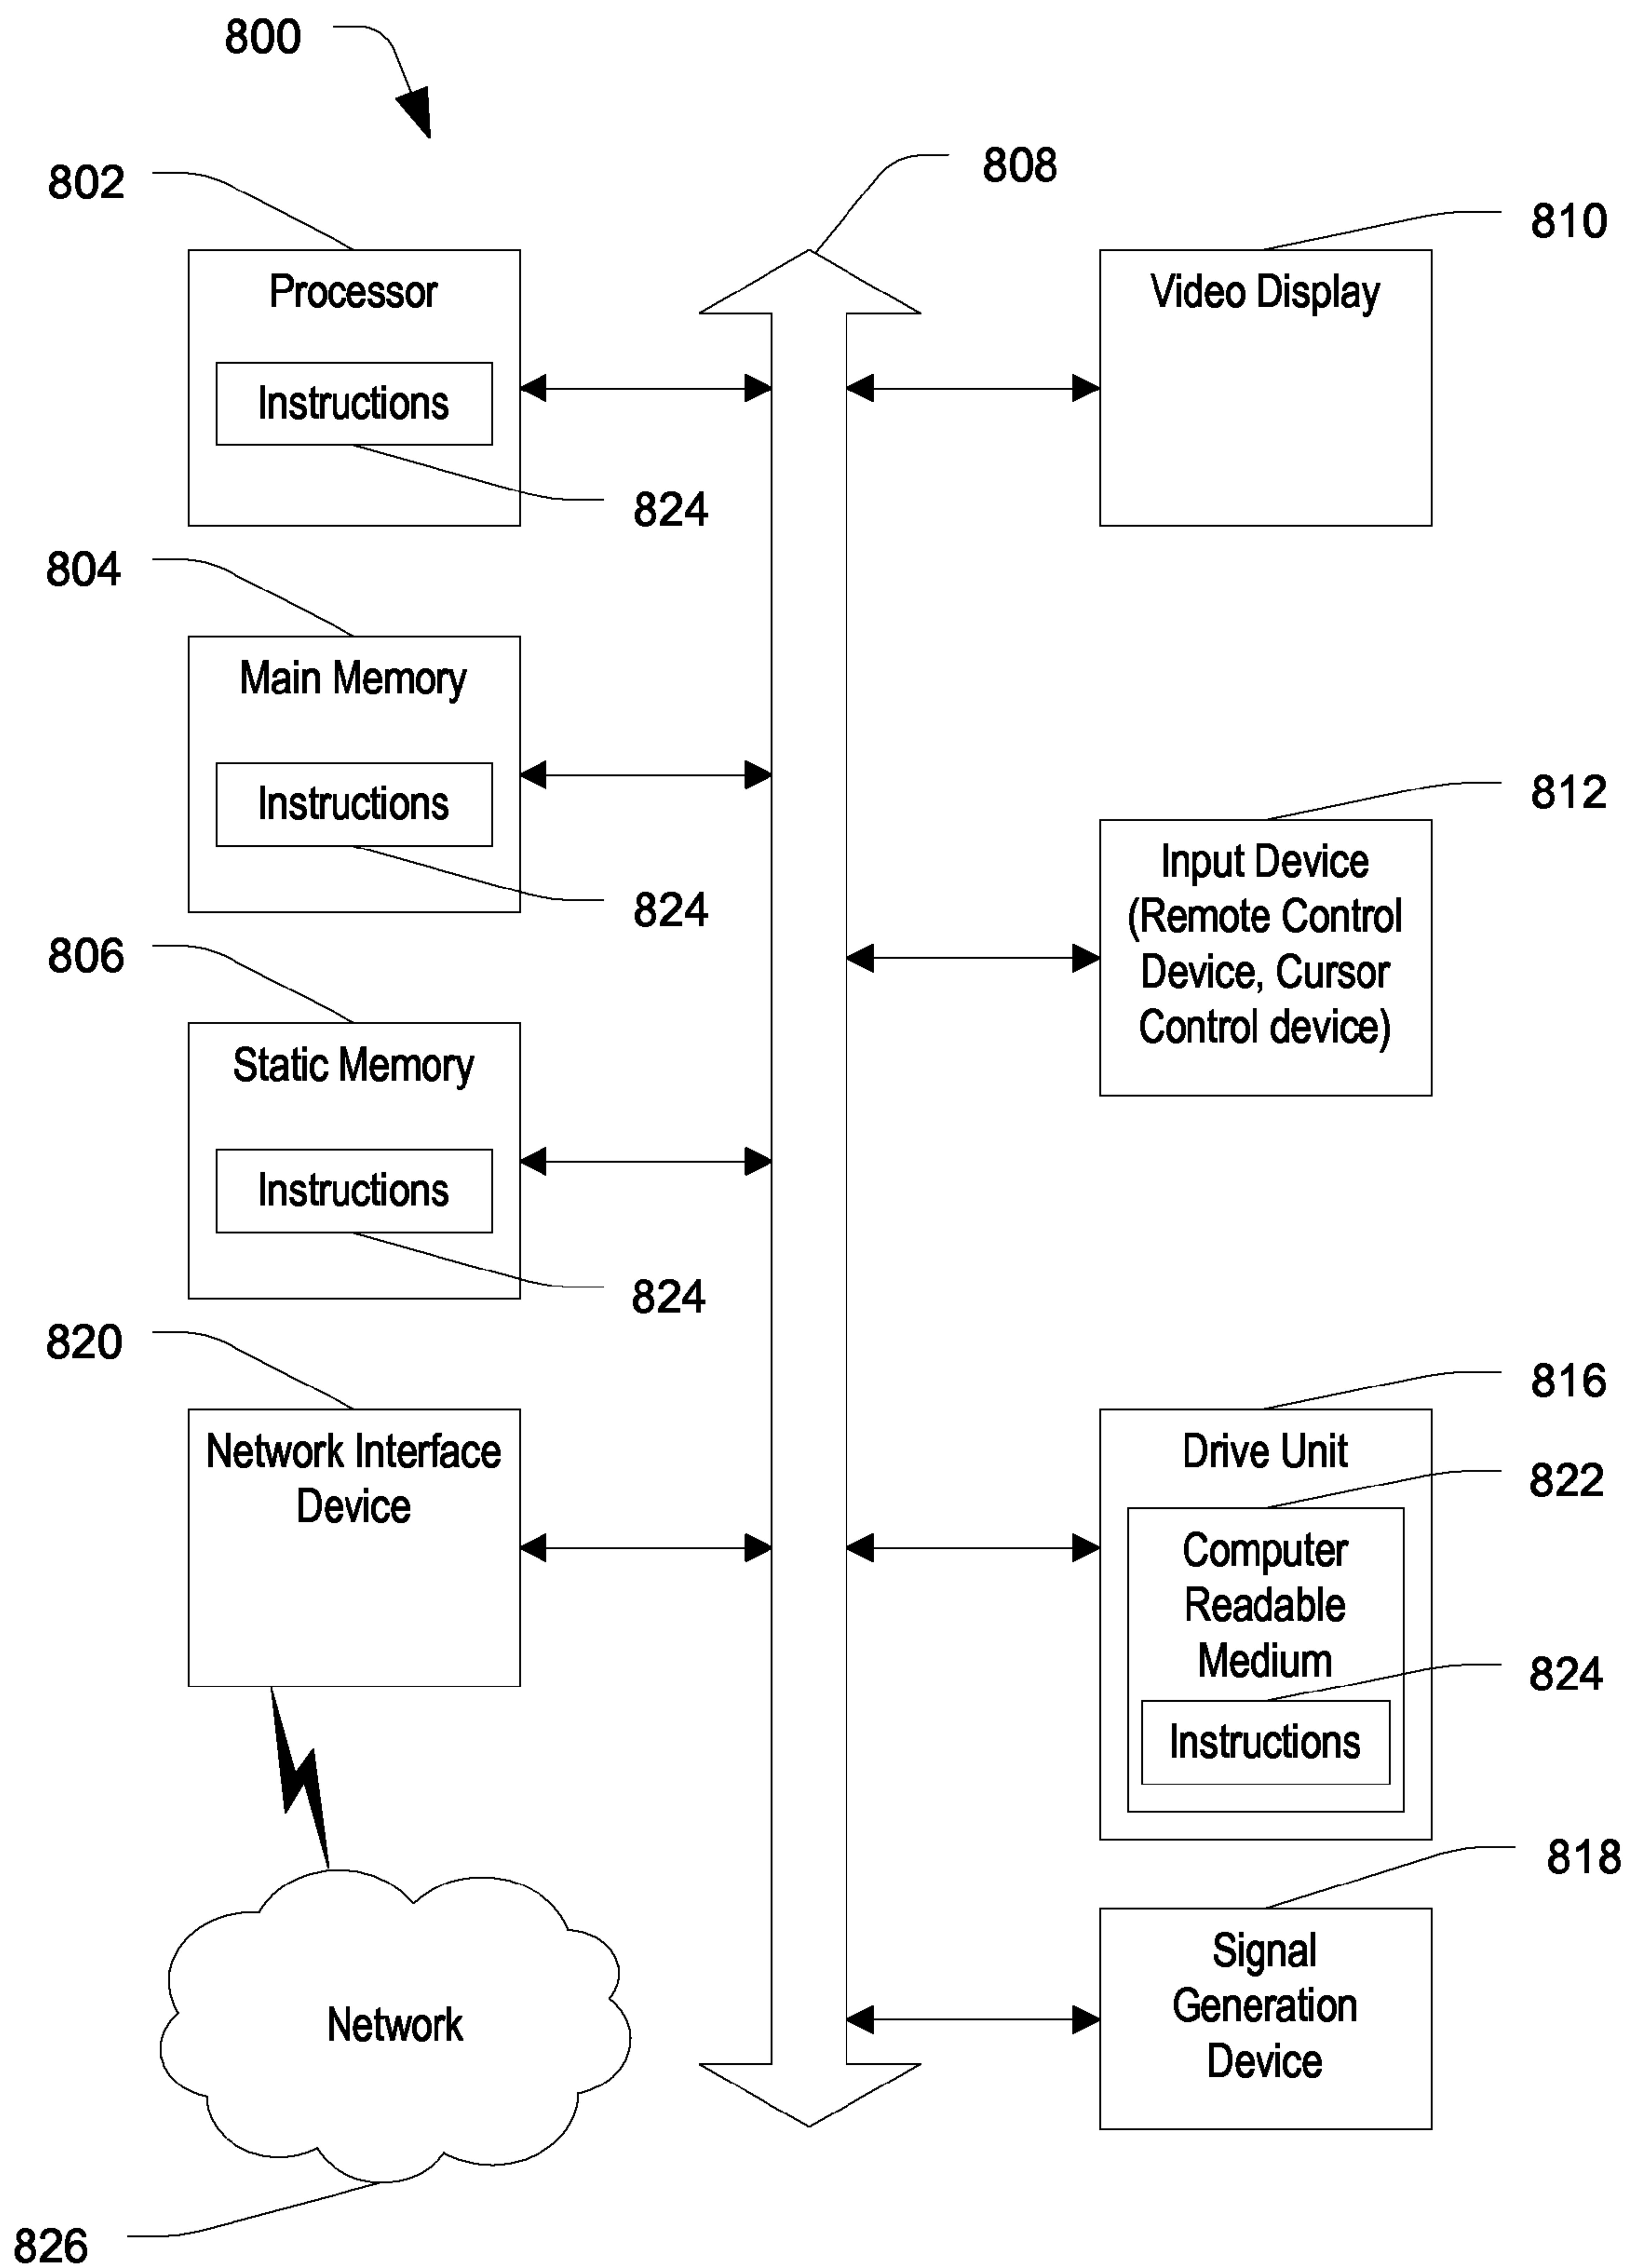 800
802
808
810
Processor
Instructions
824
Video Display
804
Main Memory
Instructions
824
812
Input Device
(Remote Control
Device, Cursor
Control device)
806
Static Memory
Instructions
824
820
Network Interface
Device
816
Drive Unit
822
Computer
Readable
Medium
824
Instructions
818
Signal
Generation
Device
Network
826